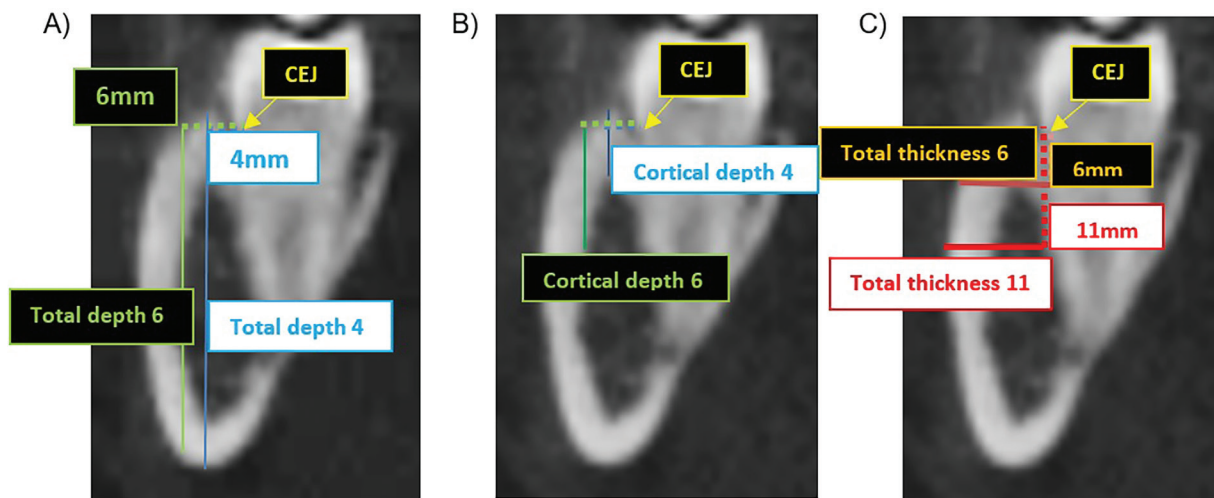 A)
CEJ
6mm
4mm
Total depth 6
Total depth 4
B)
CEJ
Cortical depth 4
Cortical depth 6
C)
CEJ
Total thickness 6
6mm
11mm
Total thickness 11